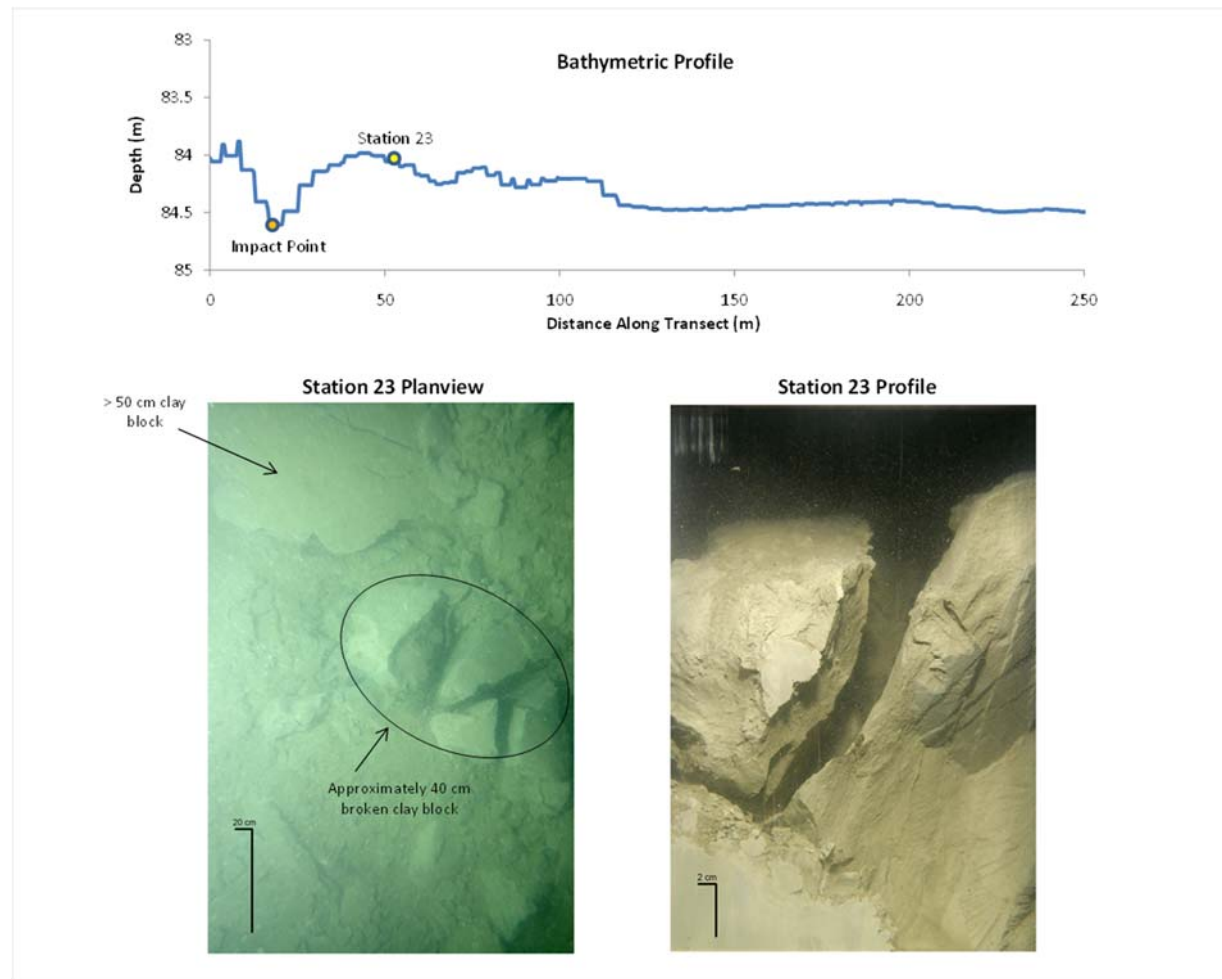 Bathymetric Profile
Depth (m)
83
83.5
84
84.5
85
Station 23
Impact Point
0
50
100
150
200
250
Distance Along Transect (m)
Station 23 Planview
> 50 cm clay
block
Approximately 40 cm
broken clay block
20 cm
Station 23 Profile
2 cm